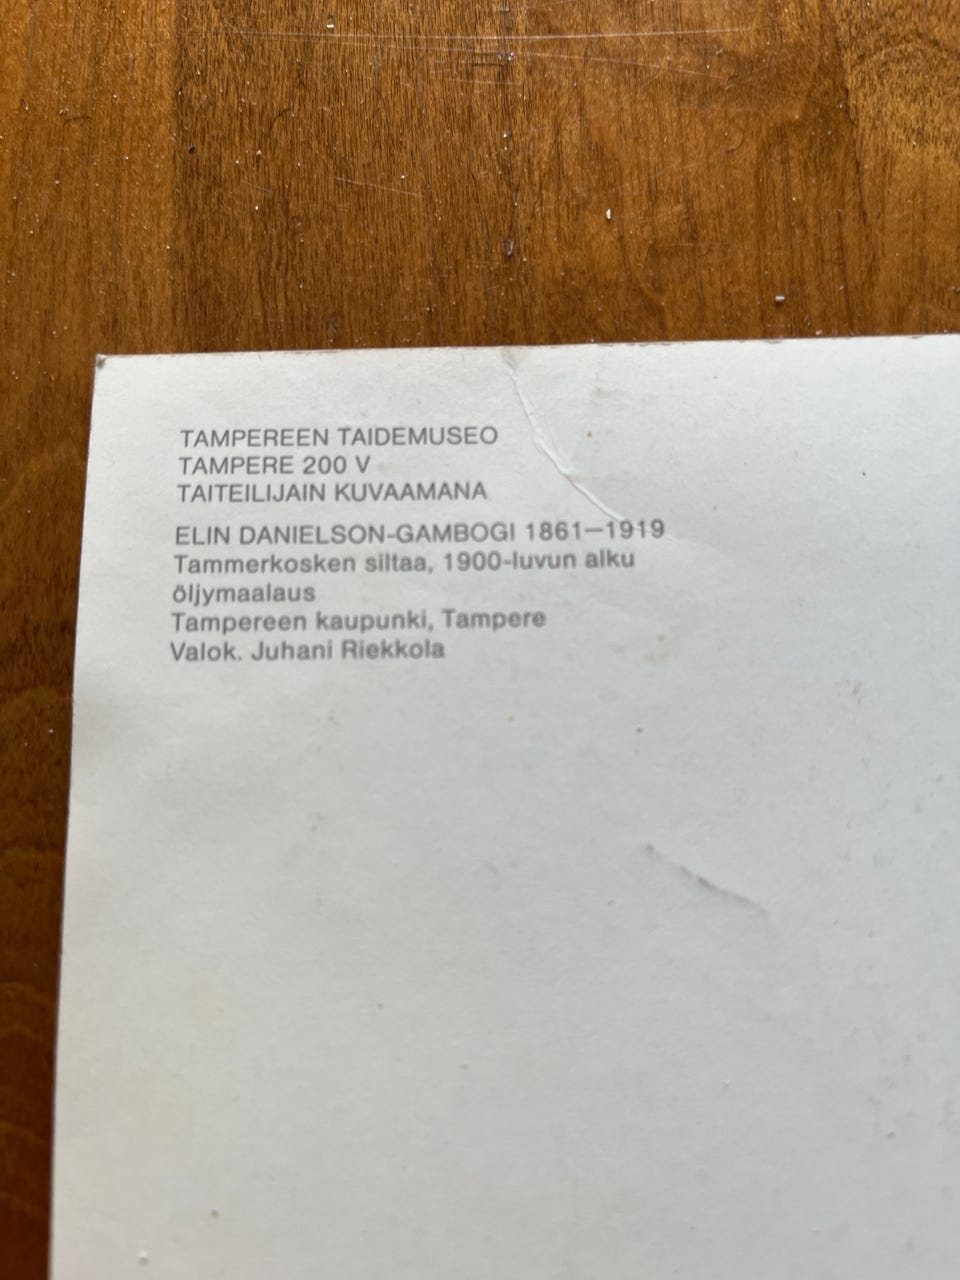 TAMPEREEN TAIDEMUSEO
TAMPERE 200 V
TAITEILIJAIN KUVAAMANA
ELIN DANIELSON-GAMBOGI 1861—1919
Tammerkosken siltaa, 1900-luvun alku
öljymaalaus
Tampereen kaupunki, Tampere
Valok. Juhani Riekkola